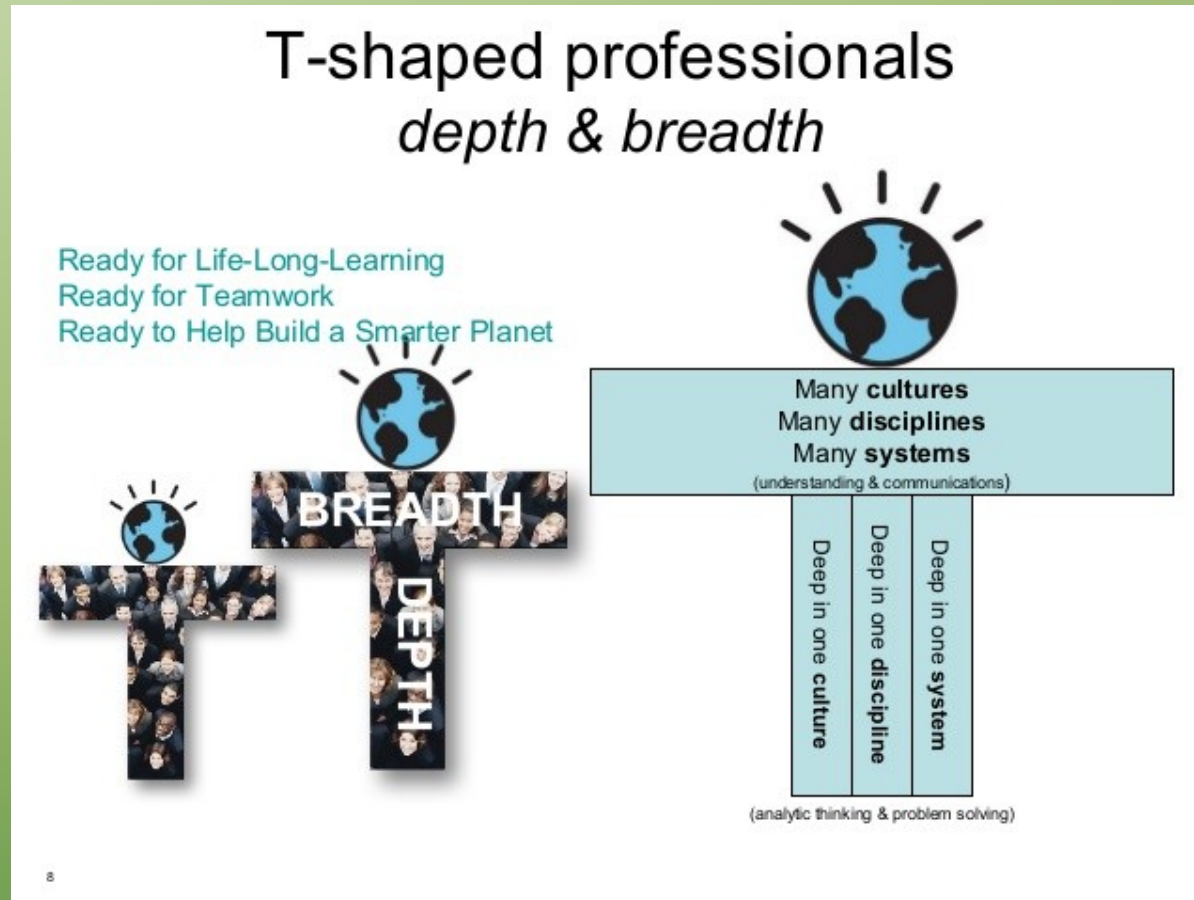 T-shaped professionals
depth & breadth
Ready for Life-Long-Learning
Ready for Teamwork
Ready to Help Build a Smarter Planet
BREADTH
DEPTH
Many cultures
Many disciplines
Many systems
(understanding & communications)
Deep in one culture
Deep in one discipline
Deep in one system
(analytic thinking & problem solving)
8